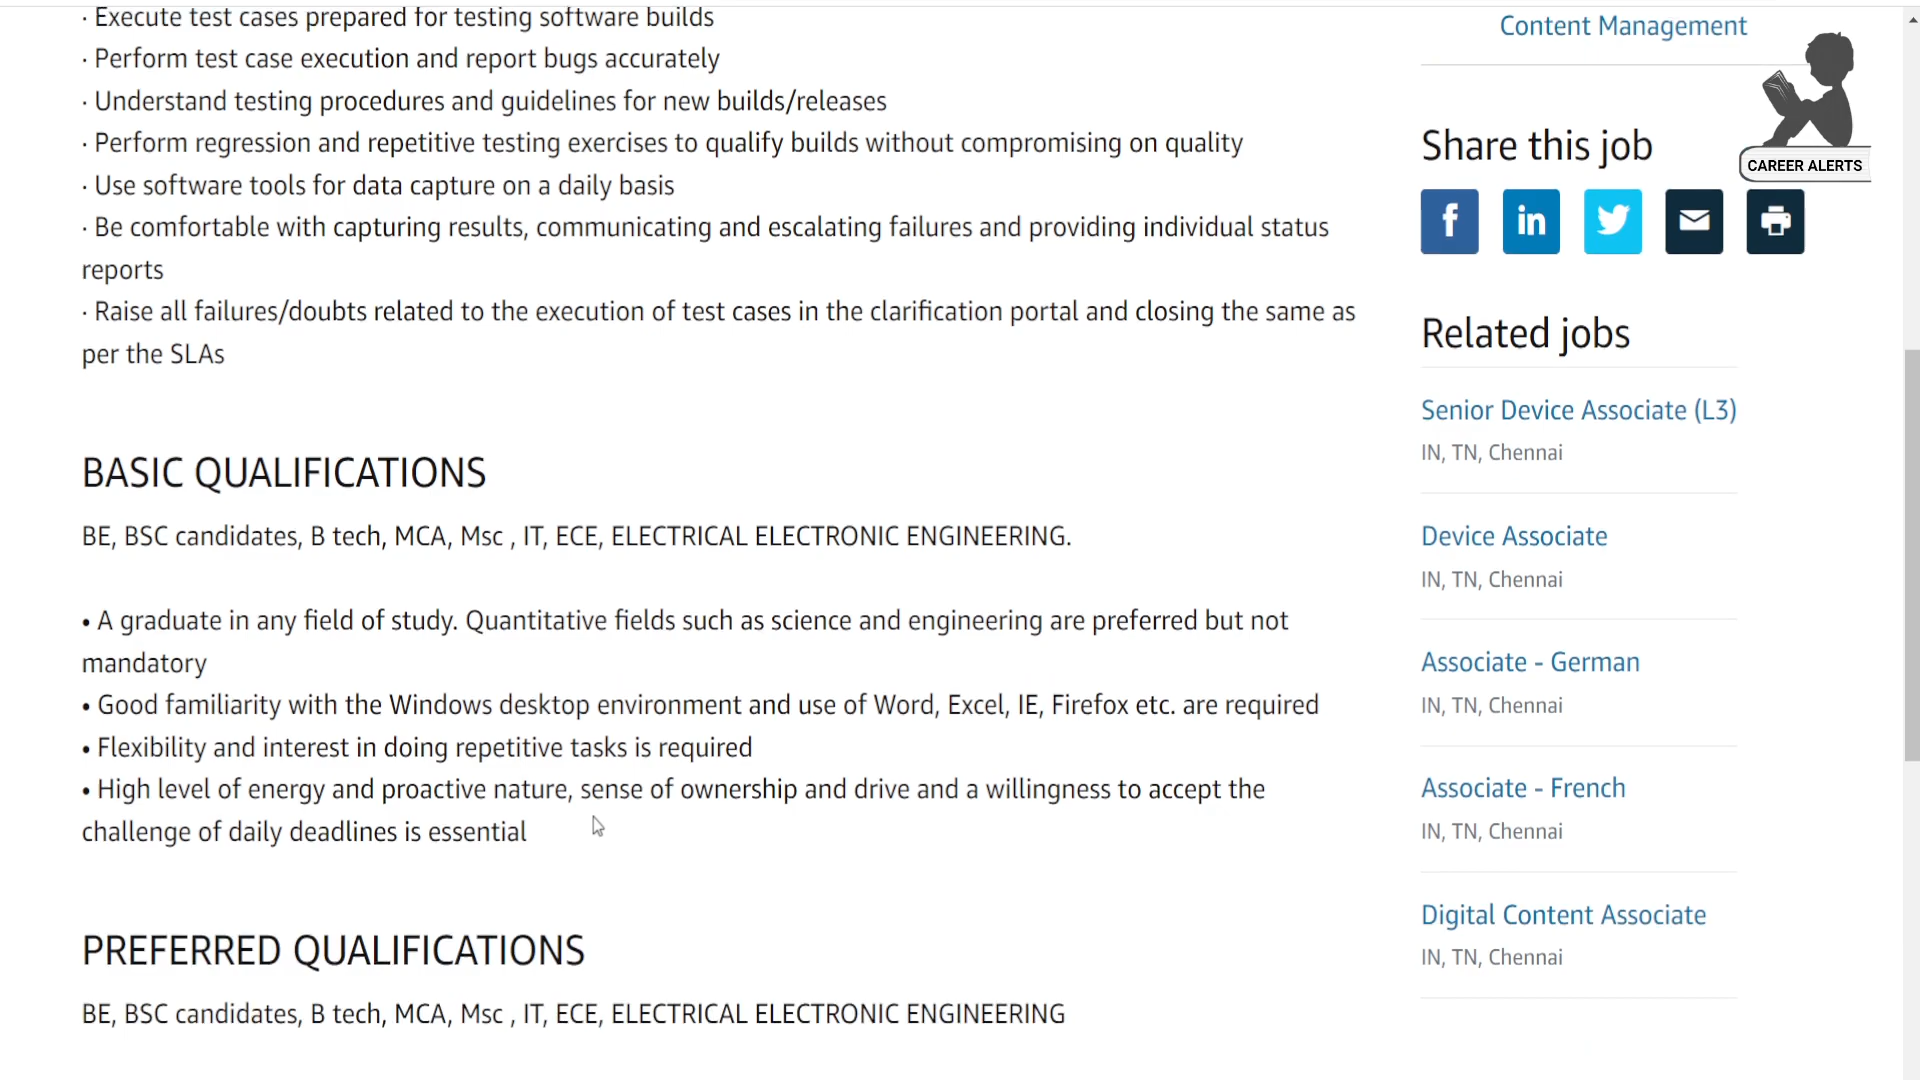 · Execute test cases prepared for testing software builds
· Perform test case execution and report bugs accurately
· Understand testing procedures and guidelines for new builds/releases
· Perform regression and repetitive testing exercises to qualify builds without compromising on quality
· Use software tools for data capture on a daily basis
· Be comfortable with capturing results, communicating and escalating failures and providing individual status
reports
· Raise all failures/doubts related to the execution of test cases in the clarification portal and closing the same as
per the SLAs
BASIC QUALIFICATIONS
BE, BSC candidates, B tech, MCA, Msc , IT, ECE, ELECTRICAL ELECTRONIC ENGINEERING.
• A graduate in any field of study. Quantitative fields such as science and engineering are preferred but not
mandatory
• Good familiarity with the Windows desktop environment and use of Word, Excel, IE, Firefox etc. are required
• Flexibility and interest in doing repetitive tasks is required
• High level of energy and proactive nature, sense of ownership and drive and a willingness to accept the
challenge of daily deadlines is essential
PREFERRED QUALIFICATIONS
BE, BSC candidates, B tech, MCA, Msc , IT, ECE, ELECTRICAL ELECTRONIC ENGINEERING
Content Management
CAREER ALERTS
Share this job
f
in
Related jobs
Senior Device Associate (L3)
IN, TN, Chennai
Device Associate
IN, TN, Chennai
Associate - German
IN, TN, Chennai
Associate - French
IN, TN, Chennai
Digital Content Associate
IN, TN, Chennai